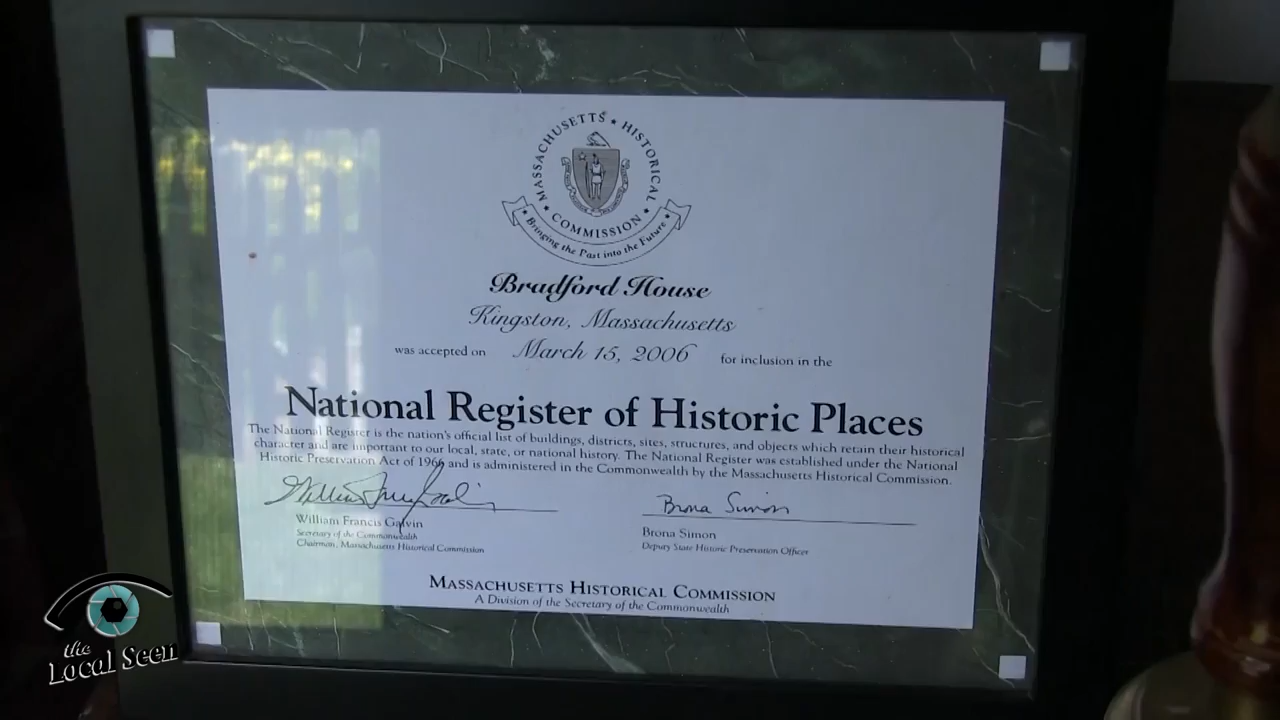 MASSACHUSETTS ★ HISTORICAL ★ COMMISSION ★
★ Bringing the Past into the Future ★
Bradford House
Kingston, Massachusetts
was accepted on March 15, 2006 for inclusion in the
National Register of Historic Places
The National Register is the nation's official list of buildings, districts, sites, structures, and objects which retain their historical
character and are important to our local, state, or national history. The National Register was established under the National
Historic Preservation Act of 1966 and is administered in the Commonwealth by the Massachusetts Historical Commission.
William Francis Galvin
Brona Simon
William Francis Galvin
Secretary of the Commonwealth
Chairman, Massachusetts Historical Commission
Brona Simon
Deputy State Historic Preservation Officer
MASSACHUSETTS HISTORICAL COMMISSION
A Division of the Secretary of the Commonwealth
the
Local Seen